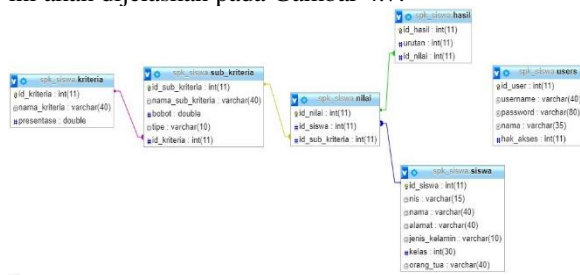 ini akan dijelaskan pada Gambar 4.7.
spk_siswa.kriteria
id_kriteria : int(11)
nama_kriteria : varchar(40)
presentase : double
spk_siswa.sub_kriteria
id_sub_kriteria : int(11)
nama_sub_kriteria : varchar(40)
bobot : double
tipe : varchar(10)
id_kriteria : int(11)
spk_siswa.nilai
id_nilai : int(11)
id_siswa : int(11)
id_sub_kriteria : int(11)
spk_siswa.hasil
id_hasil : int(11)
urutan : int(11)
id_nilai : int(11)
spk_siswa.siswa
id_siswa : int(11)
nis : varchar(15)
nama : varchar(40)
alamat : varchar(40)
jenis_kelamin : varchar(10)
kelas : int(30)
orang_tua : varchar(40)
spk_siswa.users
id_user : int(11)
username : varchar(40)
password : varchar(80)
nama : varchar(35)
hak_akses : int(11)